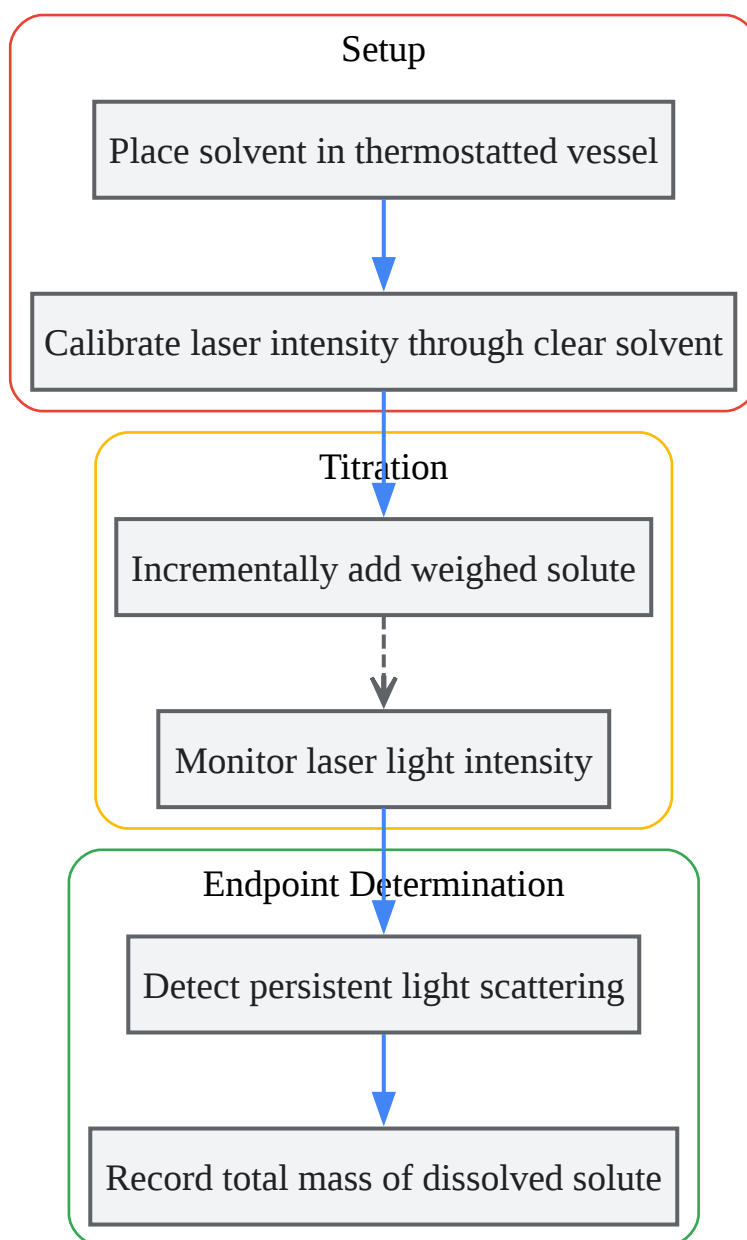 Setup
Place solvent in thermostatted vessel
Calibrate laser intensity through clear solvent
Titration
Incrementally add weighed solute
Monitor laser light intensity
Endpoint Determination
Detect persistent light scattering
Record total mass of dissolved solute